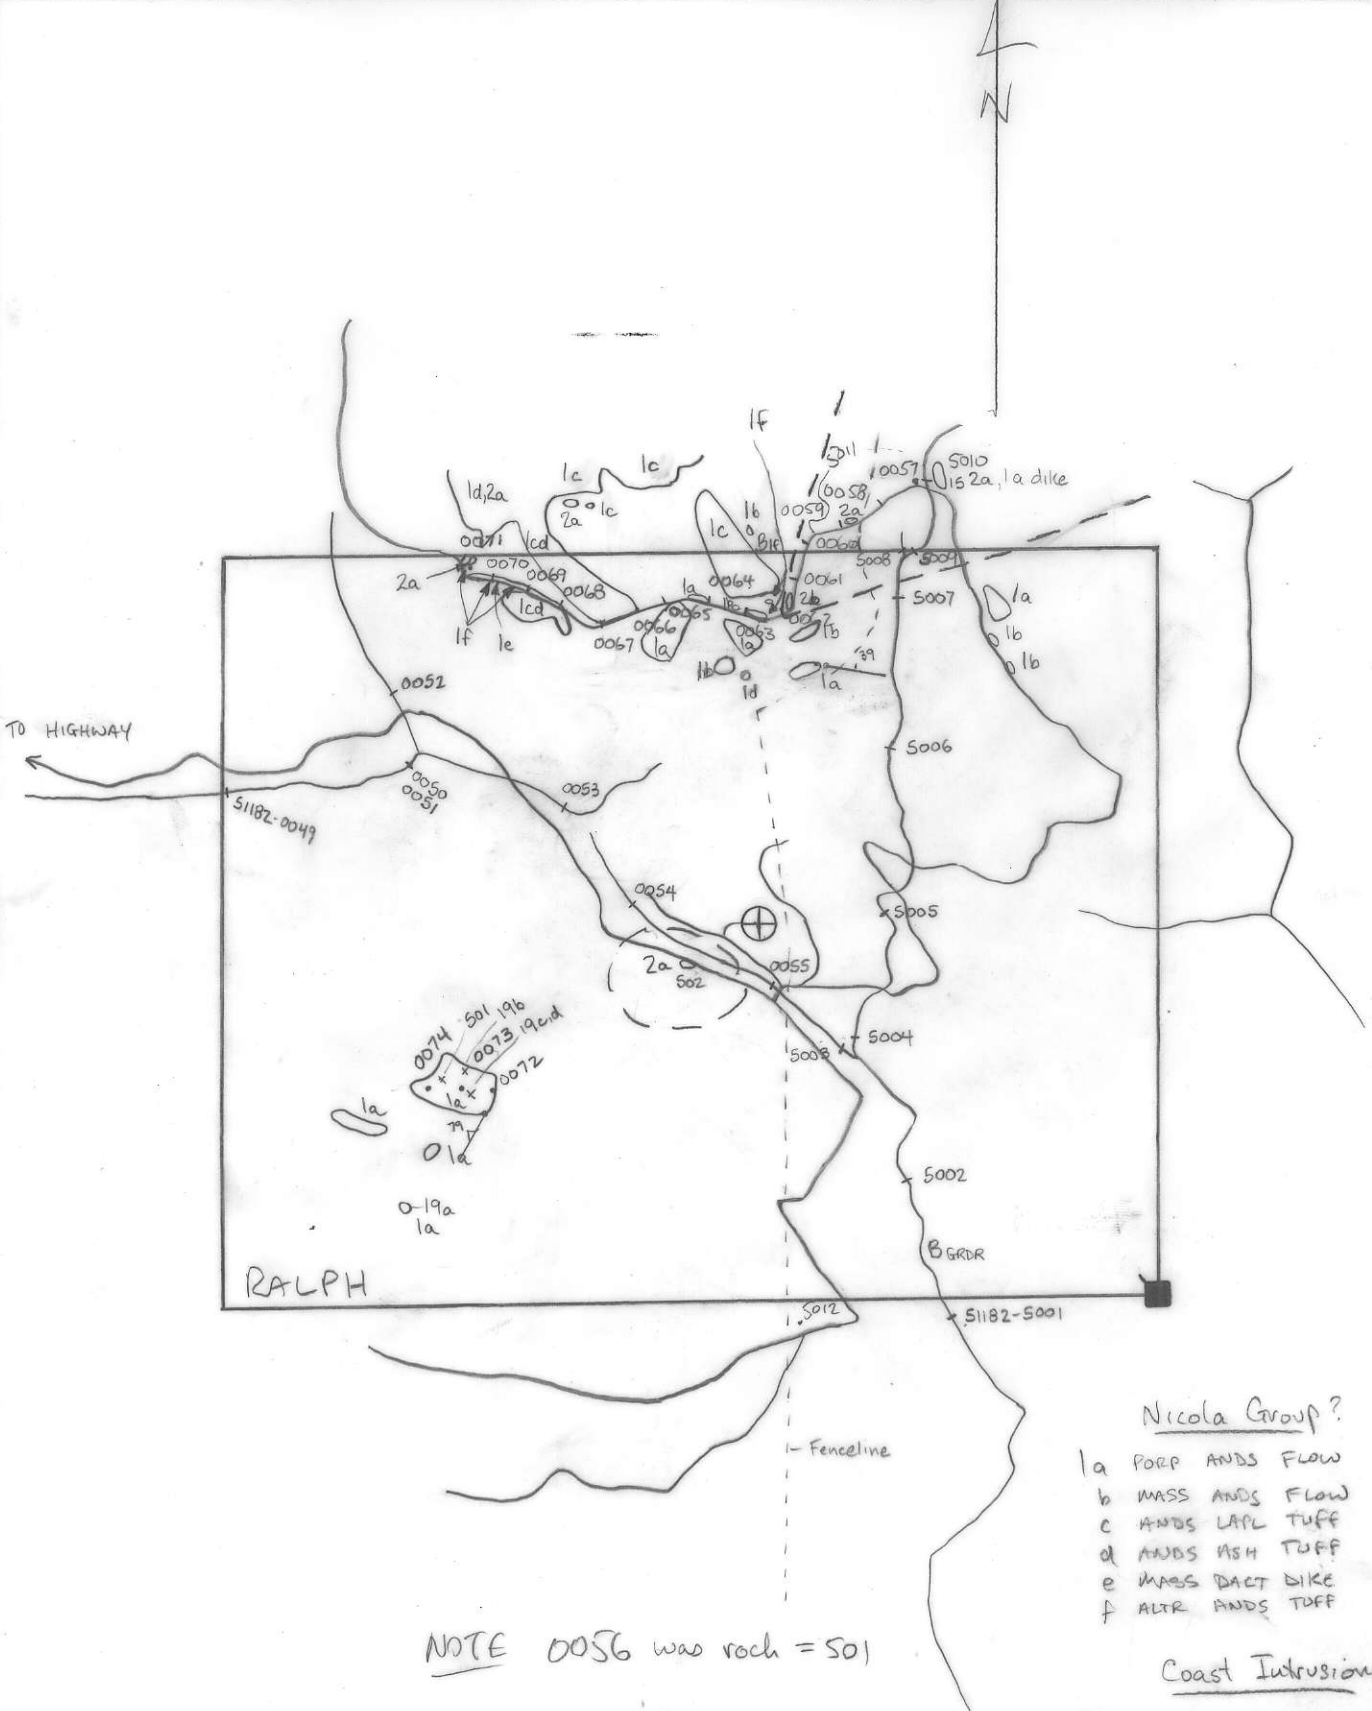 N
1f
5011
1c
1c
0057
5010
15 2a, 1a dike
1d,2a
0058
2a
1c
2a
0059
1b
1c
B1f
0071
1cd
0060
5008
5009
0070
0069
0064
0061
2a
1cd
0068
1a
2b
5007
1a
0065
1f
1e
0067
0066
0063
1b
1b
1a
1a
1b
1b
1d
1a
39
0052
TO HIGHWAY
5006
0050
0051
0053
51182-0049
0054
5005
2a
502
0055
501
19b
0074
0073
19c,d
0072
5003
5004
1a
1a
79
1a
5002
19a
1a
B GRDR
RALPH
5012
51182-5001
Fenceline
Nicola Group?
1a PORP ANDS FLOW
b MASS ANDS FLOW
c ANDS LAPL TUFF
d ANDS ASH TUFF
e MASS DACT DIKE
f ALTR ANDS TUFF
NOTE 0056 was rock = 501
Coast Intrusion